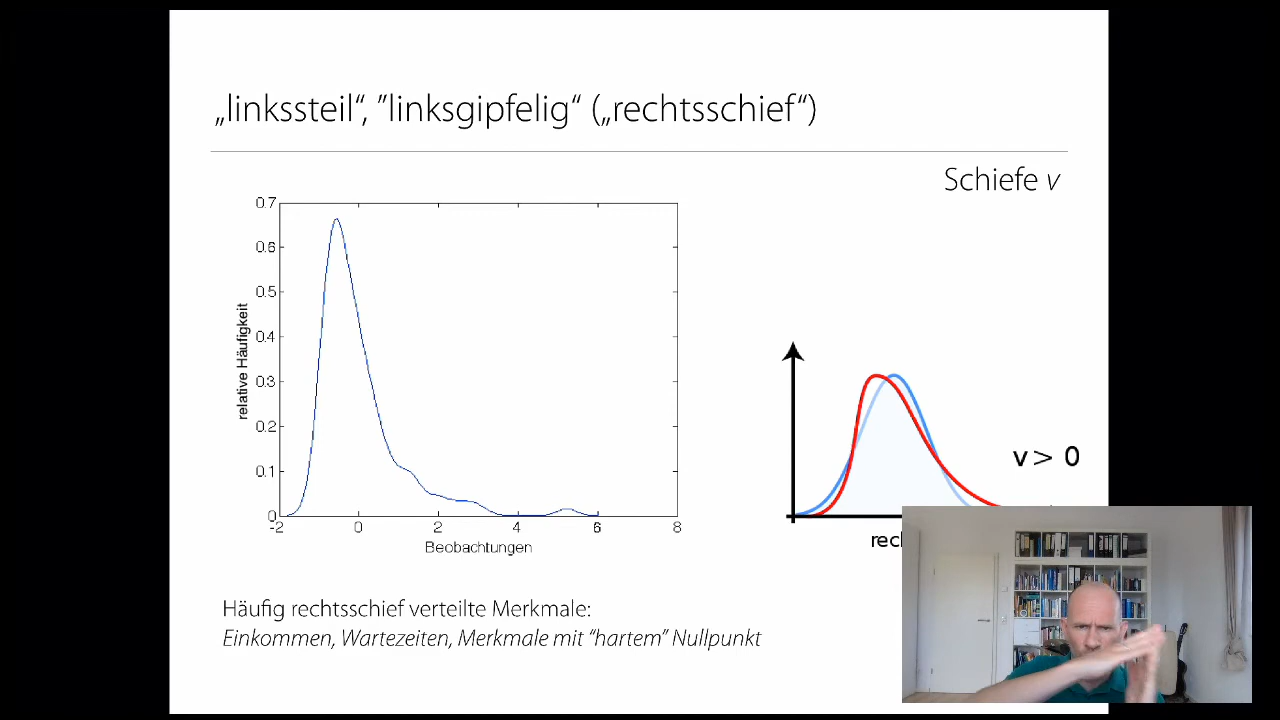 „linkssteil“, ”linksgipfelig“ („rechtsschief“)
Schiefe v
0.7
0.6
0.5
0.4
0.3
0.2
0.1
0
relative Häufigkeit
-2 0 2 4 6 8
Beobachtungen
v > 0
Häufig rechtsschief verteilte Merkmale:
Einkommen, Wartezeiten, Merkmale mit “hartem” Nullpunkt